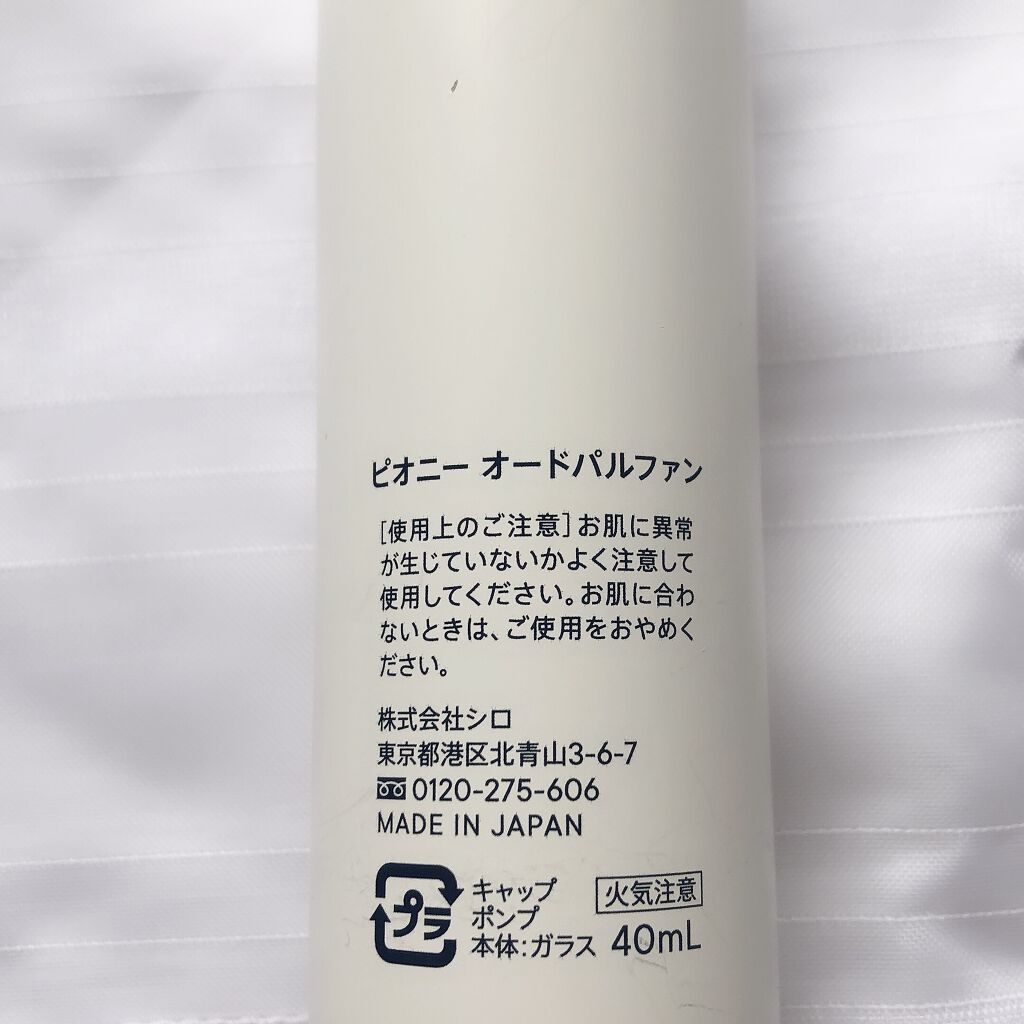 ピオニー オードパルファン
[使用上のご注意]お肌に異常
が生じていないかよく注意して
使用してください。お肌に合わ
ないときは、ご使用をおやめく
ださい。
株式会社シロ
東京都港区北青山3-6-7
0120-275-606
MADE IN JAPAN
プラ
キャップ
ポンプ
本体:ガラス
火気注意
40mL